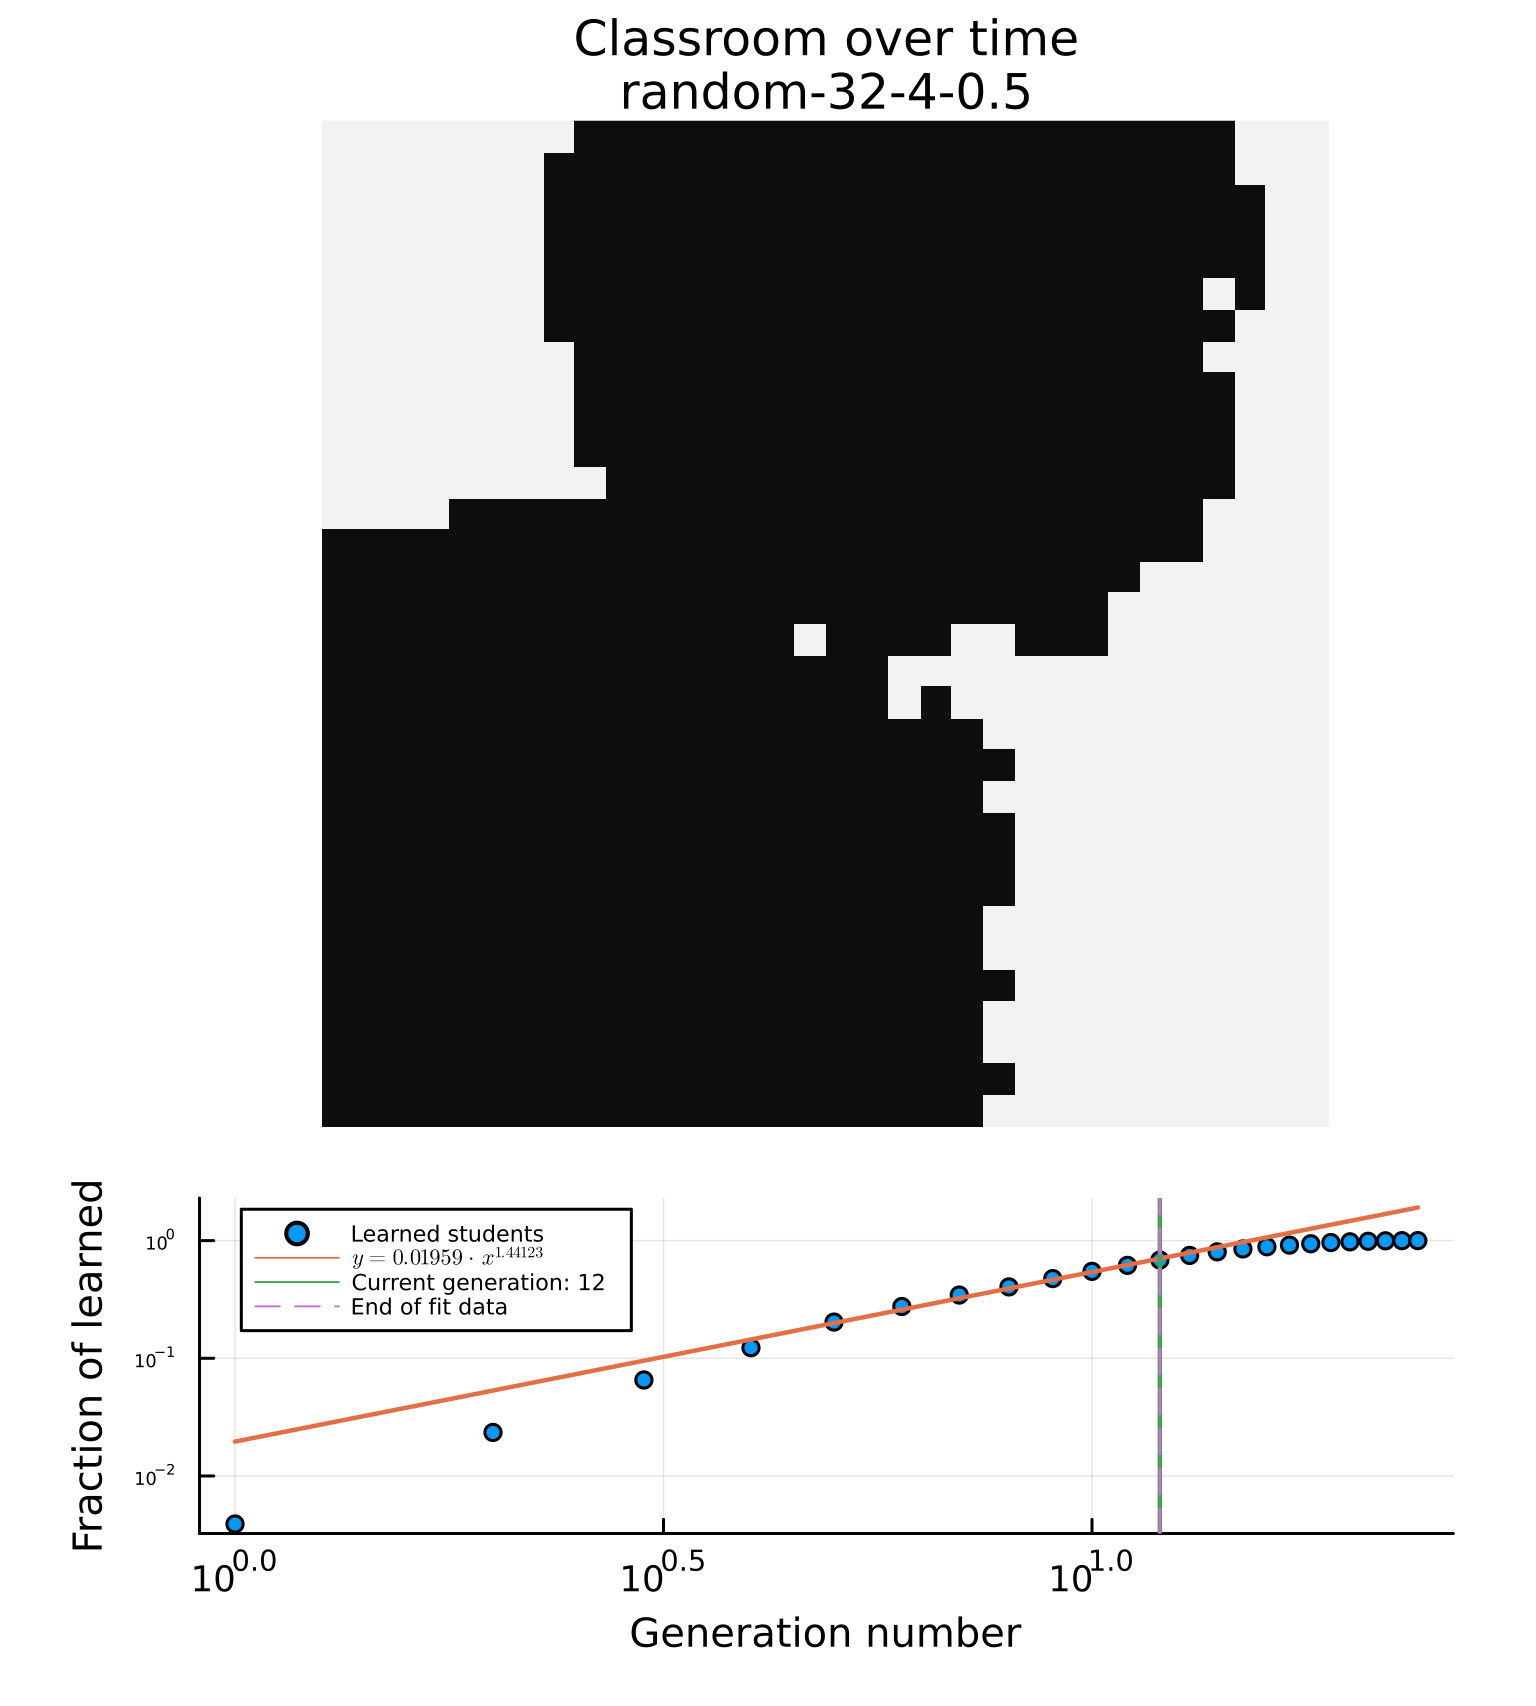 Classroom over time
random-32-4-0.5
Fraction of learned
10^0
10^-1
10^-2
Learned students
y = 0.01959 · x^1.44123
Current generation: 12
End of fit data
10^0.0 10^0.5 10^1.0
Generation number